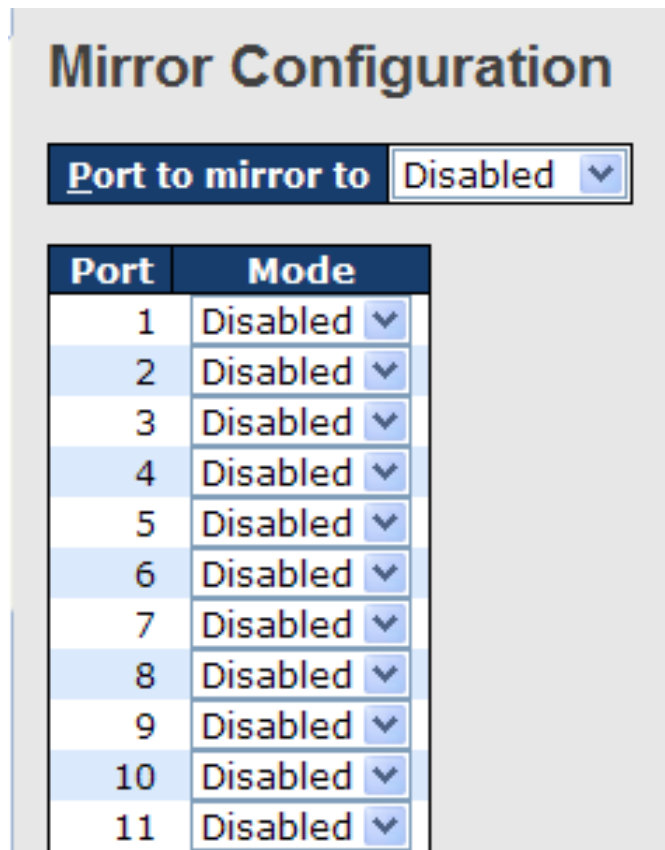 Mirror Configuration
Port to mirror to Disabled
Port Mode
1 Disabled
2 Disabled
3 Disabled
4 Disabled
5 Disabled
6 Disabled
7 Disabled
8 Disabled
9 Disabled
10 Disabled
11 Disabled